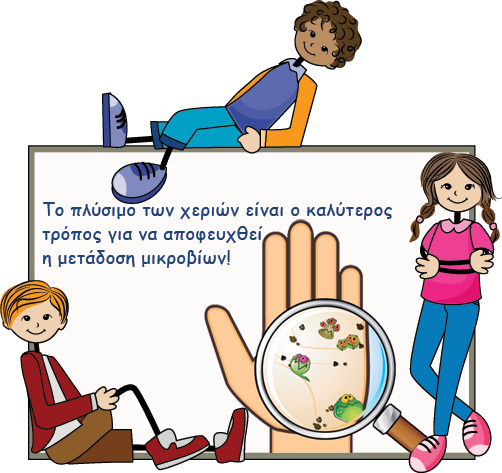 Το πλύσιμο των χεριών είναι ο καλύτερος
τρόπος για να αποφευχθεί
η μετάδοση μικροβίων!